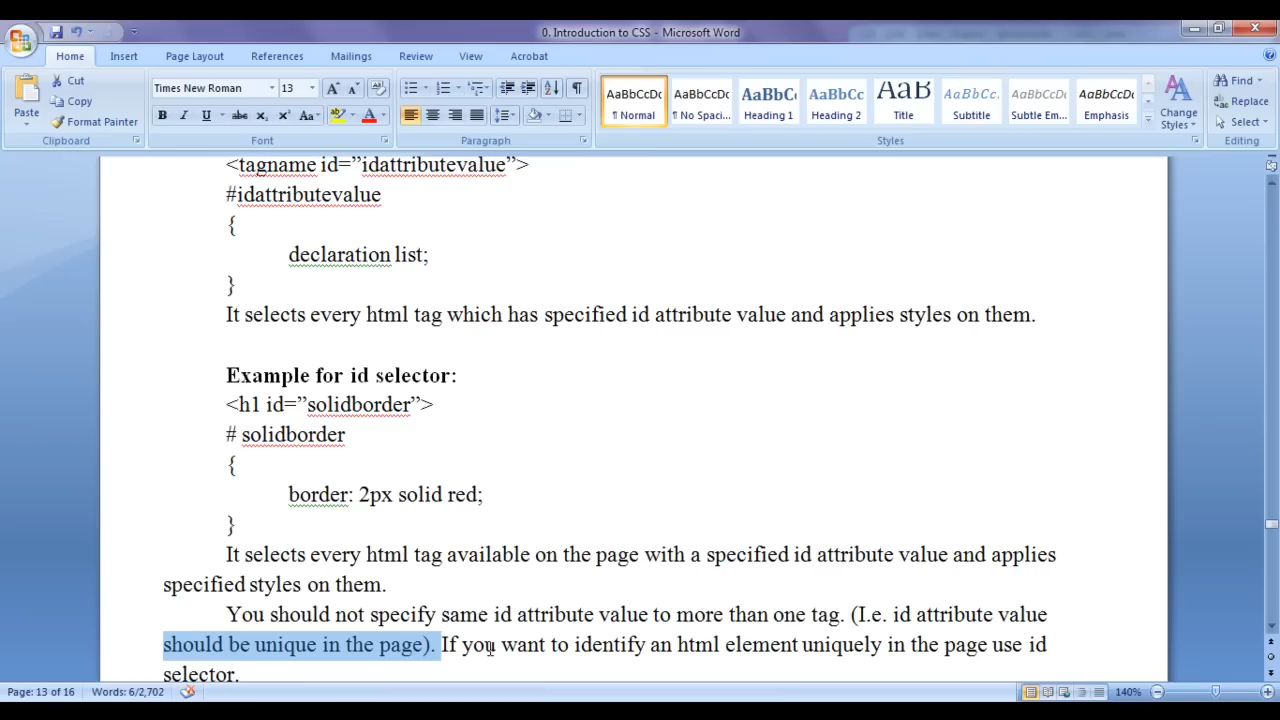 0. Introduction to CSS - Microsoft Word
Home Insert Page Layout References Mailings Review View Acrobat
Paste Cut Copy Format Painter Clipboard
Times New Roman 13
B I U abc X₂ X² Aa A Font
Paragraph
AaBbCcDc ¶ Normal
AaBbCcDc ¶ No Spaci...
AaBbC Heading 1
AaBbCc Heading 2
AaB Title
AaBbCc. Subtitle
AaBbCcDc Subtle Em...
AaBbCcDc Emphasis
Change Styles Styles
Find Replace Select Editing
<tagname id=”idattributevalue”>
#idattributevalue
{
declaration list;
}
It selects every html tag which has specified id attribute value and applies styles on them.
Example for id selector:
<h1 id=”solidborder”>
# solidborder
{
border: 2px solid red;
}
It selects every html tag available on the page with a specified id attribute value and applies
specified styles on them.
You should not specify same id attribute value to more than one tag. (I.e. id attribute value
should be unique in the page). If you want to identify an html element uniquely in the page use id
selector.
Page: 13 of 16 Words: 6/2,702 140%